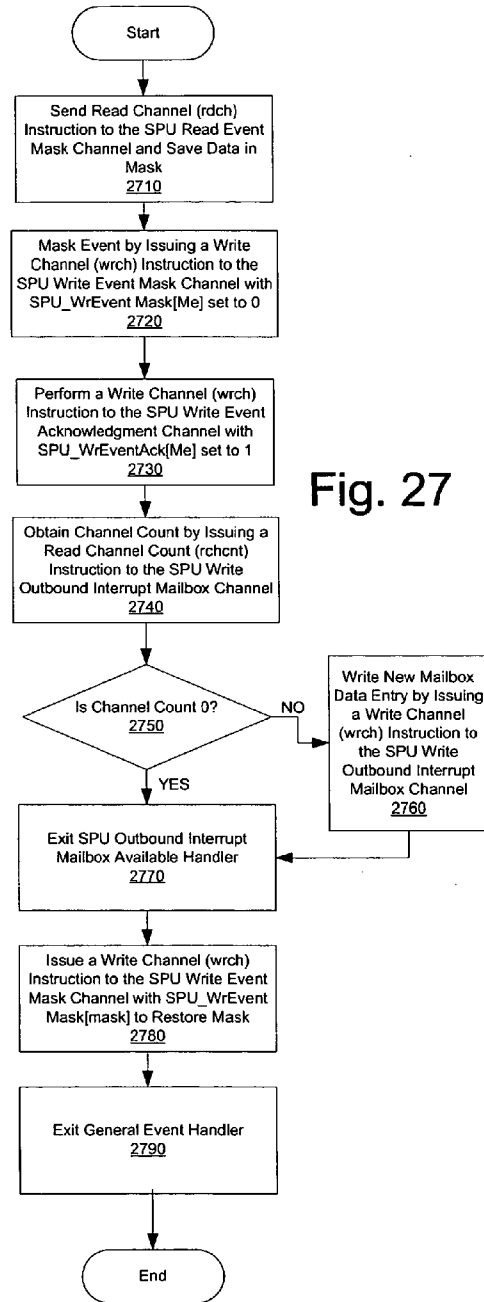 Start
Send Read Channel (rdch)
Instruction to the SPU Read Event
Mask Channel and Save Data in
Mask
2710
Mask Event by Issuing a Write
Channel (wrch) Instruction to the
SPU Write Event Mask Channel with
SPU_WrEvent Mask[Me] set to 0
2720
Perform a Write Channel (wrch)
Instruction to the SPU Write Event
Acknowledgment Channel with
SPU_WrEventAck[Me] set to 1
2730
Fig. 27
Obtain Channel Count by Issuing a
Read Channel Count (rchcnt)
Instruction to the SPU Write
Outbound Interrupt Mailbox Channel
2740
Is Channel Count 0?
2750
NO
YES
Write New Mailbox
Data Entry by Issuing
a Write Channel
(wrch) Instruction to
the SPU Write
Outbound Interrupt
Mailbox Channel
2760
Exit SPU Outbound Interrupt
Mailbox Available Handler
2770
Issue a Write Channel (wrch)
Instruction to the SPU Write Event
Mask Channel with SPU_WrEvent
Mask[mask] to Restore Mask
2780
Exit General Event Handler
2790
End